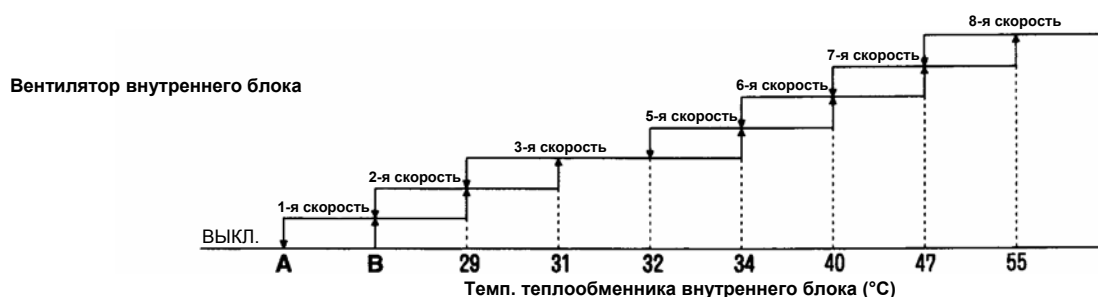 8-я скорость
7-я скорость
Вентилятор внутреннего блока
6-я скорость
5-я скорость
3-я скорость
2-я скорость
1-я скорость
ВЫКЛ.
A B 29 31 32 34 40 47 55
Темп. теплообменника внутреннего блока (°C)